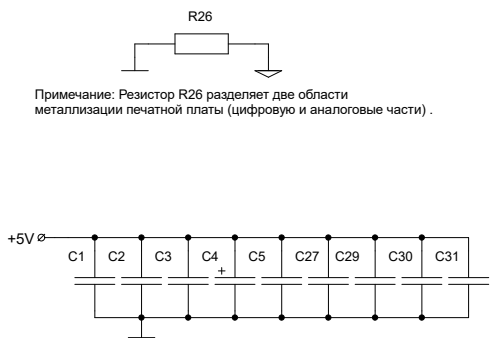 R26
Примечание: Резистор R26 разделяет две области
металлизации печатной платы (цифровую и аналоговые части) .
+5V
C1 C2 C3 C4 C5 C27 C29 C30 C31
+